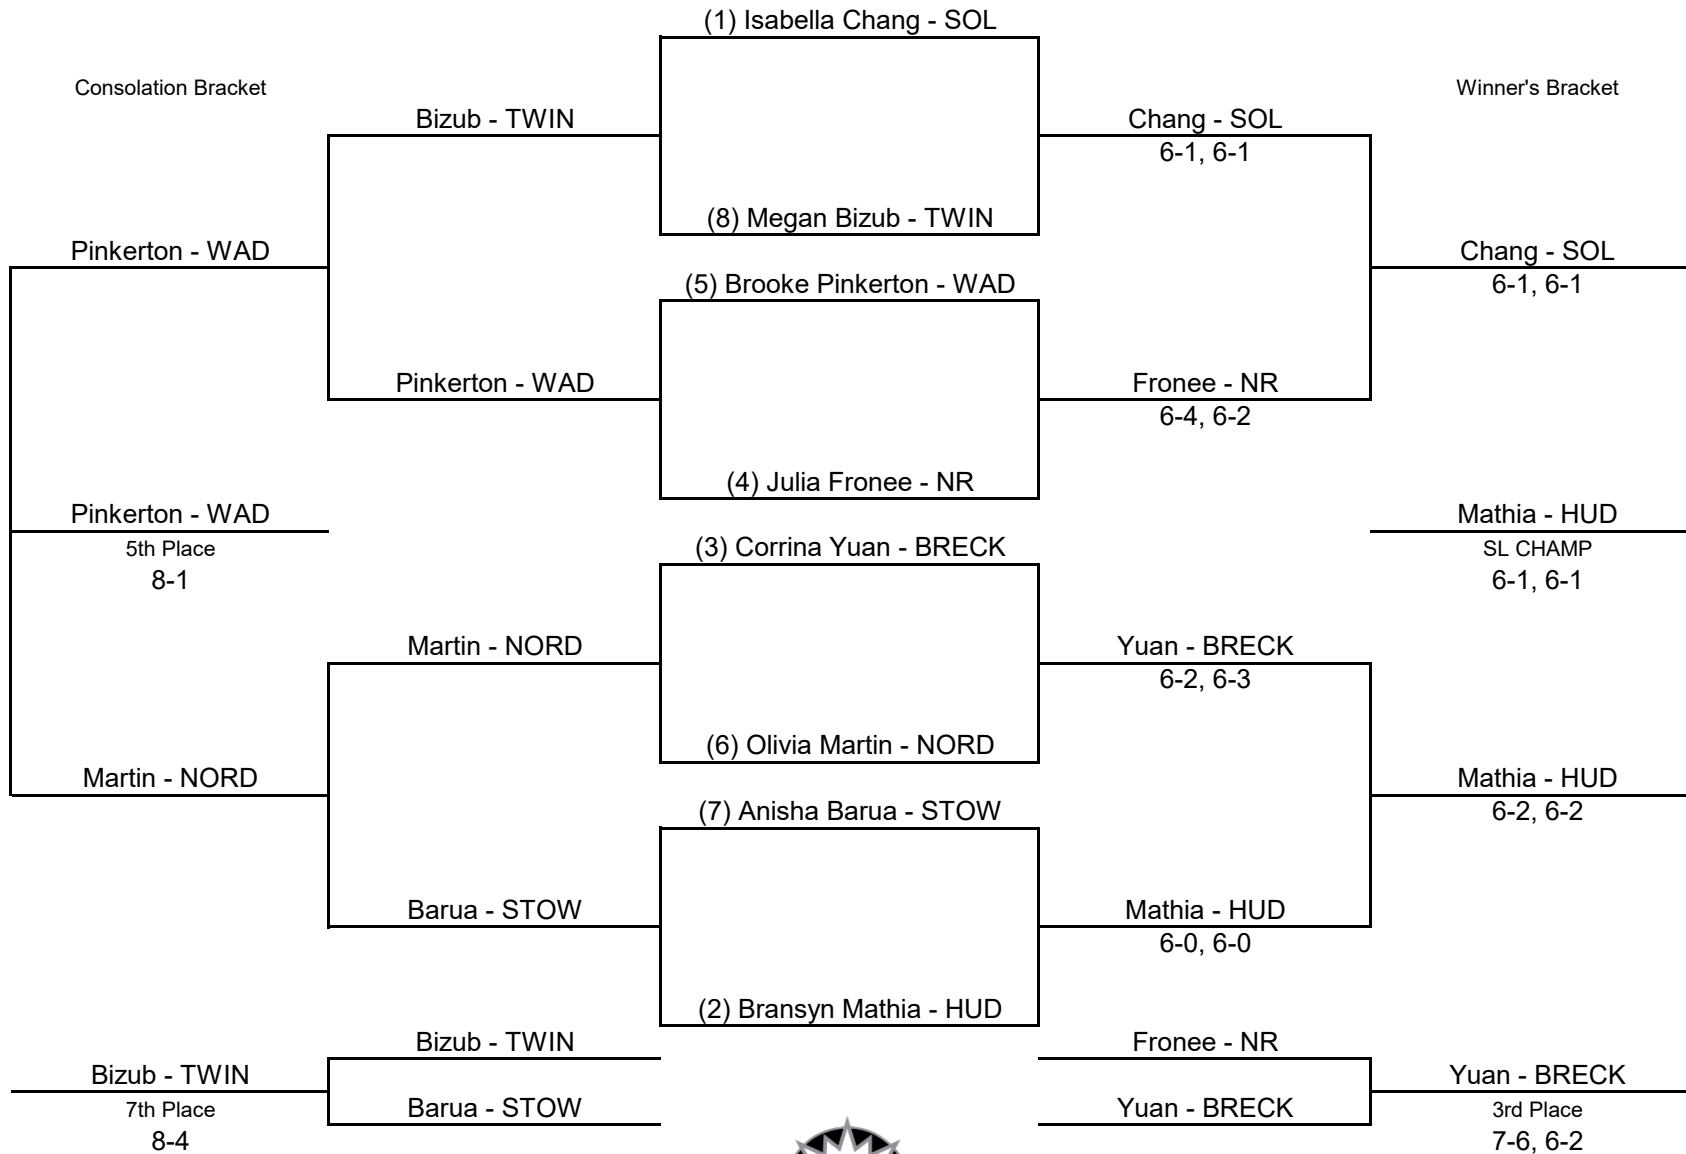 (1) Isabella Chang - SOL
Consolation Bracket
Winner's Bracket
Bizub - TWIN
Chang - SOL
6-1, 6-1
(8) Megan Bizub - TWIN
Pinkerton - WAD
Chang - SOL
6-1, 6-1
(5) Brooke Pinkerton - WAD
Pinkerton - WAD
Fronee - NR
6-4, 6-2
(4) Julia Fronee - NR
Pinkerton - WAD
5th Place
8-1
Mathia - HUD
SL CHAMP
6-1, 6-1
(3) Corrina Yuan - BRECK
Martin - NORD
Yuan - BRECK
6-2, 6-3
(6) Olivia Martin - NORD
Martin - NORD
Mathia - HUD
6-2, 6-2
(7) Anisha Barua - STOW
Barua - STOW
Mathia - HUD
6-0, 6-0
(2) Bransyn Mathia - HUD
Bizub - TWIN
Fronee - NR
Bizub - TWIN
7th Place
8-4
Yuan - BRECK
3rd Place
7-6, 6-2
Barua - STOW
Yuan - BRECK